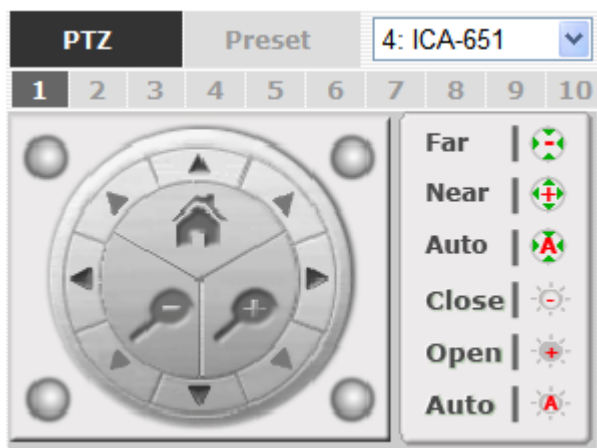 PTZ Preset 4: ICA-651
1 2 3 4 5 6 7 8 9 10
Far
Near
Auto A
Close
Open
Auto A